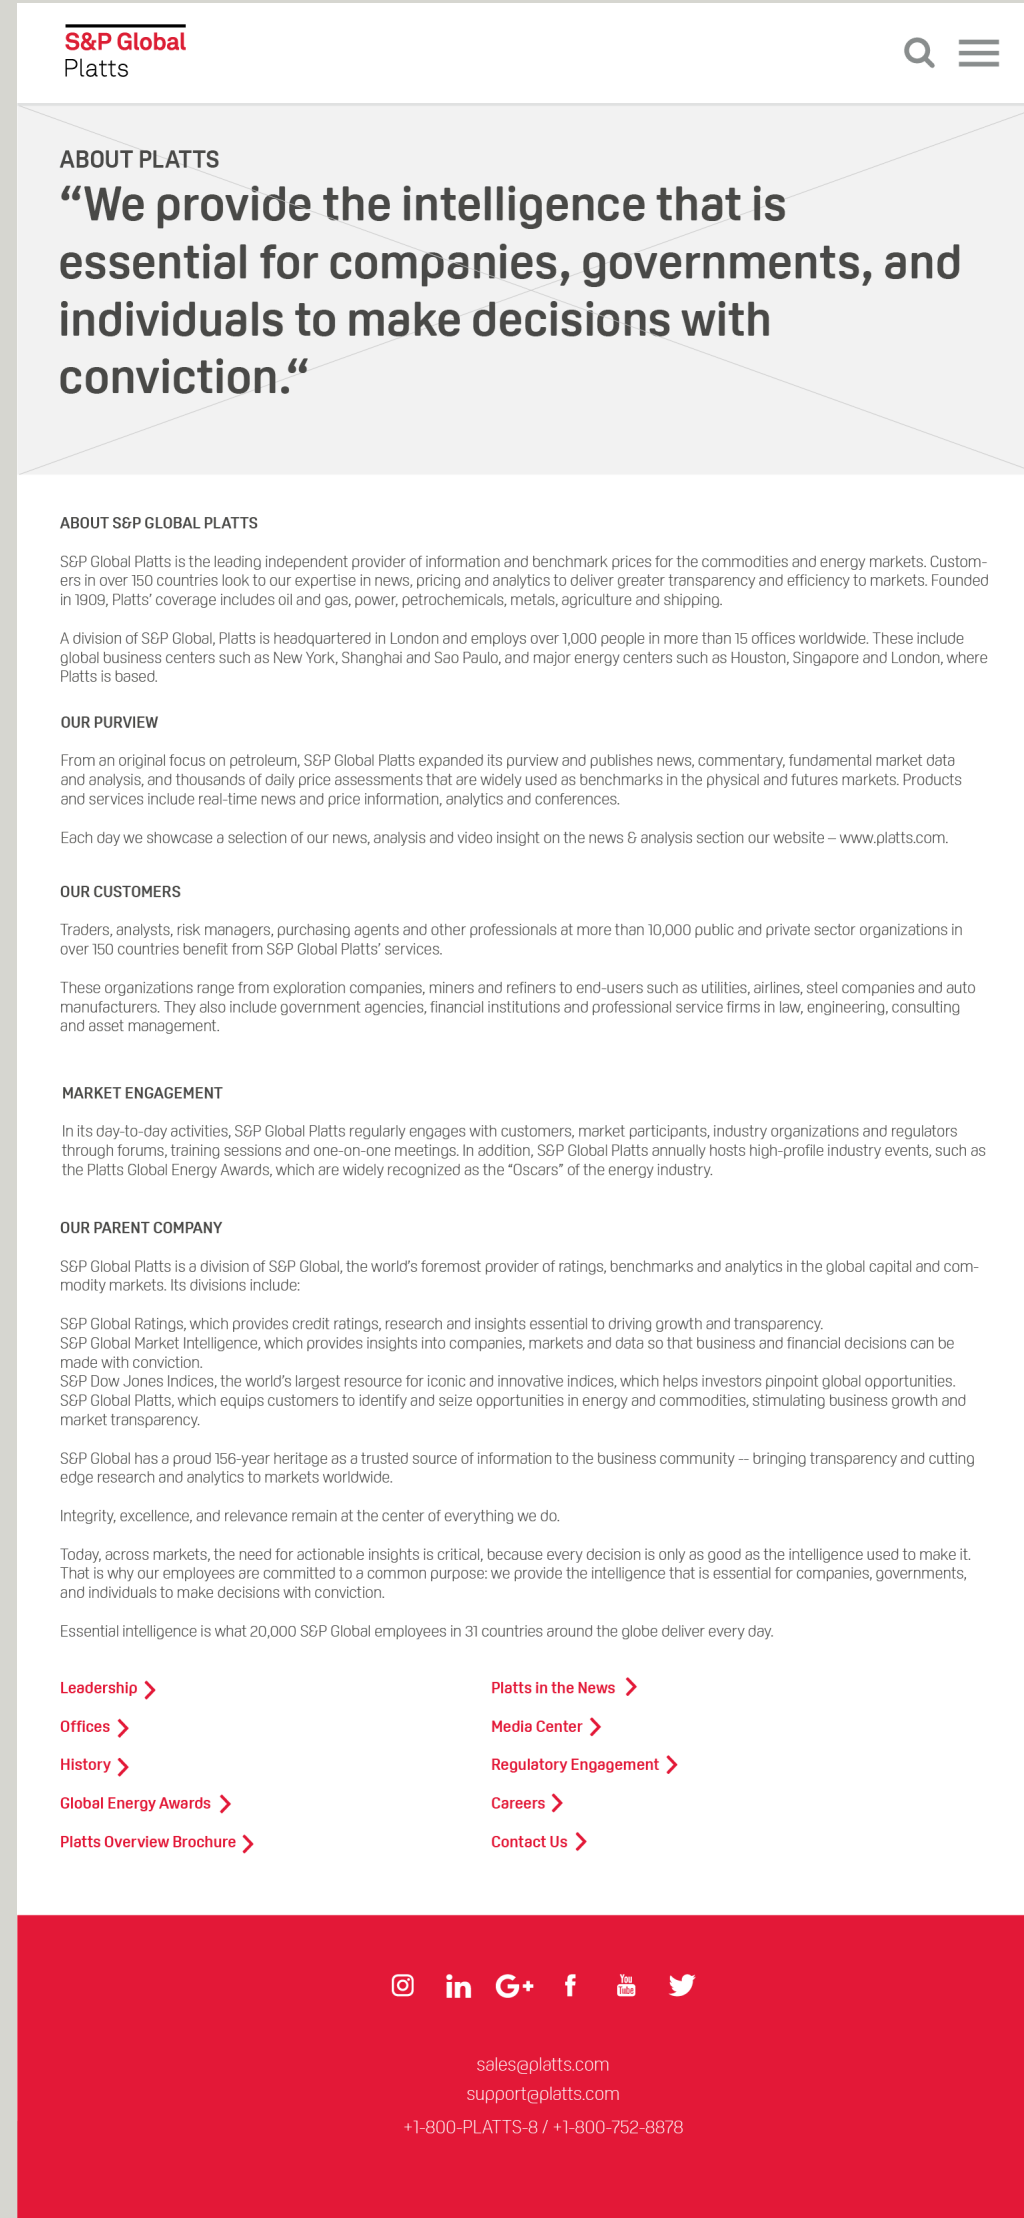 S&P Global
Platts
ABOUT PLATTS
“We provide the intelligence that is
essential for companies, governments, and
individuals to make decisions with
conviction.“
ABOUT S&P GLOBAL PLATTS
S&P Global Platts is the leading independent provider of information and benchmark prices for the commodities and energy markets. Custom-
ers in over 150 countries look to our expertise in news, pricing and analytics to deliver greater transparency and efficiency to markets. Founded
in 1909, Platts’ coverage includes oil and gas, power, petrochemicals, metals, agriculture and shipping.
A division of S&P Global, Platts is headquartered in London and employs over 1,000 people in more than 15 offices worldwide. These include
global business centers such as New York, Shanghai and Sao Paulo, and major energy centers such as Houston, Singapore and London, where
Platts is based.
OUR PURVIEW
From an original focus on petroleum, S&P Global Platts expanded its purview and publishes news, commentary, fundamental market data
and analysis, and thousands of daily price assessments that are widely used as benchmarks in the physical and futures markets. Products
and services include real-time news and price information, analytics and conferences.
Each day we showcase a selection of our news, analysis and video insight on the news & analysis section our website – www.platts.com.
OUR CUSTOMERS
Traders, analysts, risk managers, purchasing agents and other professionals at more than 10,000 public and private sector organizations in
over 150 countries benefit from S&P Global Platts’ services.
These organizations range from exploration companies, miners and refiners to end-users such as utilities, airlines, steel companies and auto
manufacturers. They also include government agencies, financial institutions and professional service firms in law, engineering, consulting
and asset management.
MARKET ENGAGEMENT
In its day-to-day activities, S&P Global Platts regularly engages with customers, market participants, industry organizations and regulators
through forums, training sessions and one-on-one meetings. In addition, S&P Global Platts annually hosts high-profile industry events, such as
the Platts Global Energy Awards, which are widely recognized as the “Oscars” of the energy industry.
OUR PARENT COMPANY
S&P Global Platts is a division of S&P Global, the world’s foremost provider of ratings, benchmarks and analytics in the global capital and com-
modity markets. Its divisions include:
S&P Global Ratings, which provides credit ratings, research and insights essential to driving growth and transparency.
S&P Global Market Intelligence, which provides insights into companies, markets and data so that business and financial decisions can be
made with conviction.
S&P Dow Jones Indices, the world’s largest resource for iconic and innovative indices, which helps investors pinpoint global opportunities.
S&P Global Platts, which equips customers to identify and seize opportunities in energy and commodities, stimulating business growth and
market transparency.
S&P Global has a proud 156-year heritage as a trusted source of information to the business community -- bringing transparency and cutting
edge research and analytics to markets worldwide.
Integrity, excellence, and relevance remain at the center of everything we do.
Today, across markets, the need for actionable insights is critical, because every decision is only as good as the intelligence used to make it.
That is why our employees are committed to a common purpose: we provide the intelligence that is essential for companies, governments,
and individuals to make decisions with conviction.
Essential intelligence is what 20,000 S&P Global employees in 31 countries around the globe deliver every day.
Leadership
Offices
History
Global Energy Awards
Platts Overview Brochure
Platts in the News
Media Center
Regulatory Engagement
Careers
Contact Us
in G+ f You Tube
sales@platts.com
support@platts.com
+1-800-PLATTS-8 / +1-800-752-8878